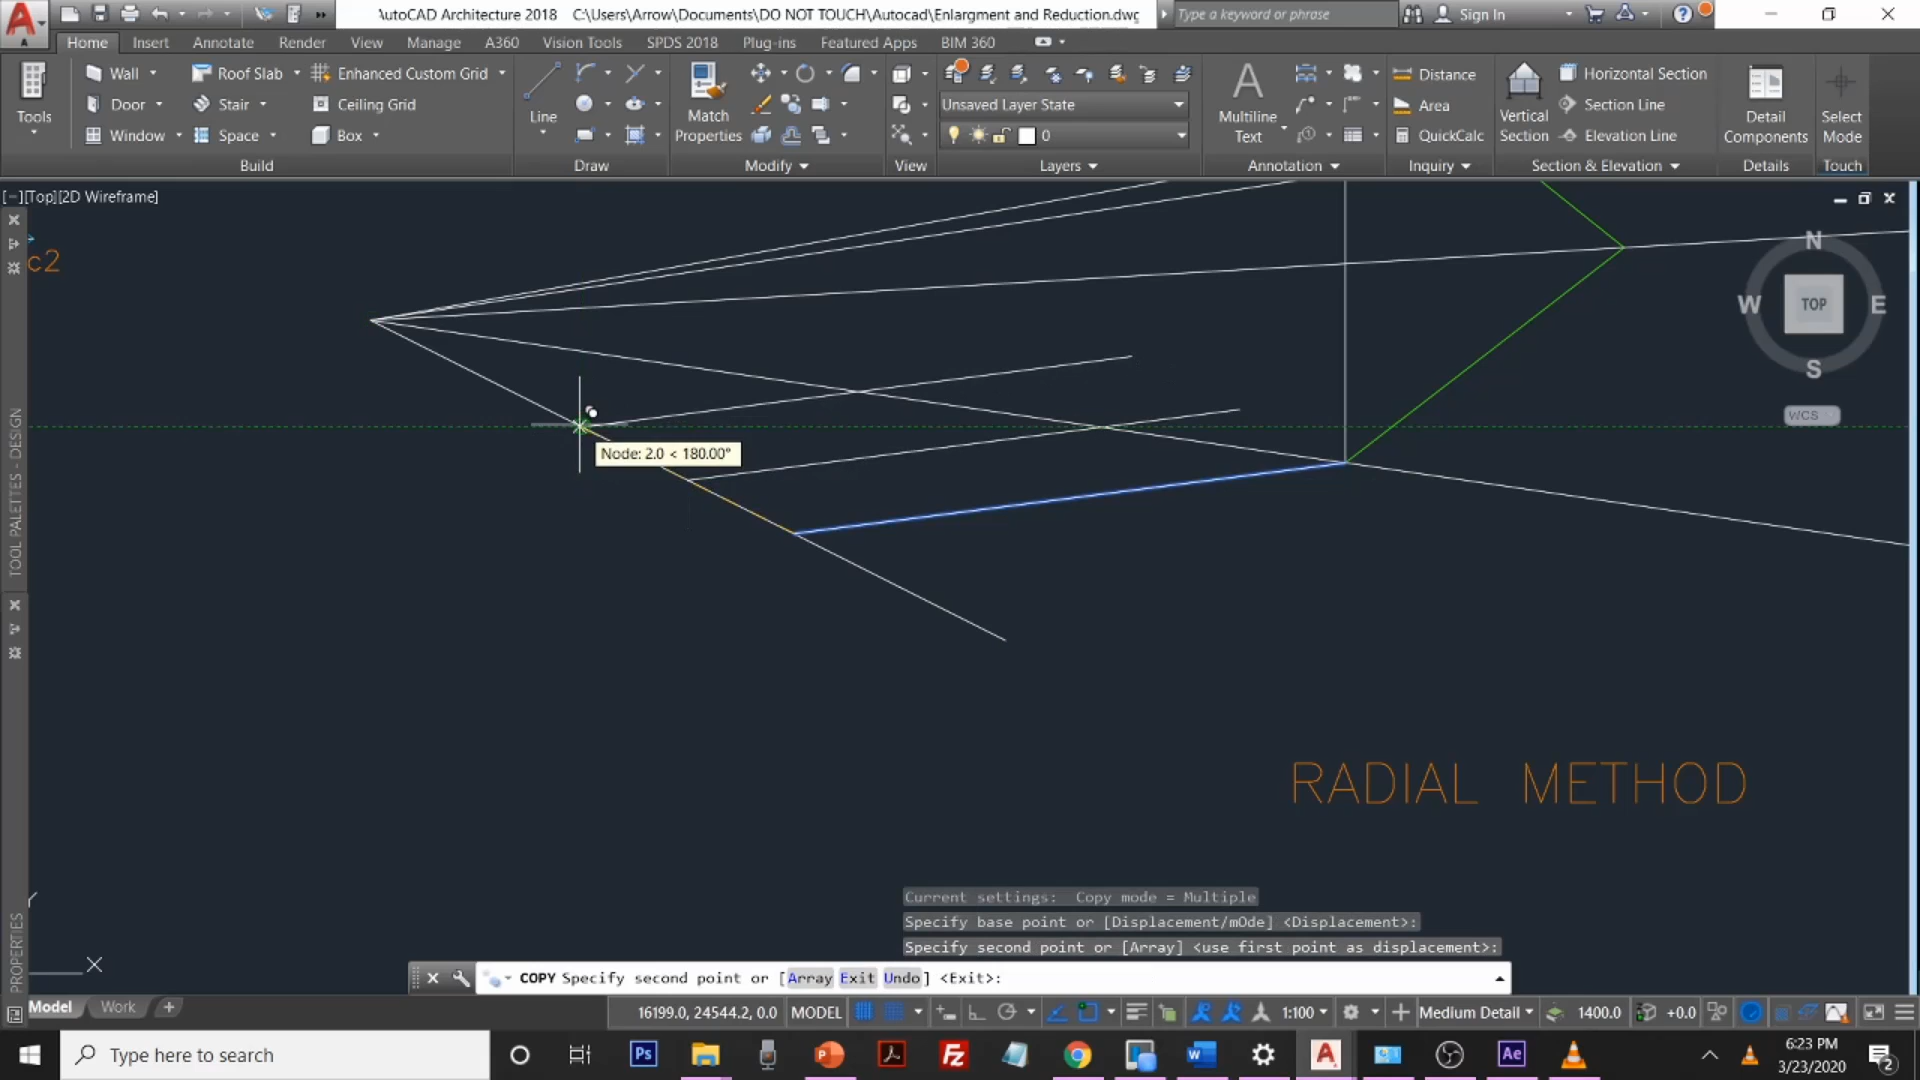 AutoCAD Architecture 2018 C:\Users\Arrow\Documents\DO NOT TOUCH\Autocad\Enlargment and Reduction.dwg
Type a keyword or phrase
Sign In
Home Insert Annotate Render View Manage A360 Vision Tools SPDS 2018 Plug-ins Featured Apps BIM 360
Wall Roof Slab Enhanced Custom Grid
Door Stair Ceiling Grid
Window Space Box
Tools
Build
Line
Draw
Match Properties
Modify
View
Unsaved Layer State
0
Layers
Multiline Text
Annotation
Distance
Area
QuickCalc
Inquiry
Vertical Section
Horizontal Section
Section Line
Elevation Line
Section & Elevation
Detail Components
Details
Select Mode
Touch
[−][Top][2D Wireframe]
c2
N
W TOP E
S
WCS
TOOL PALETTES - DESIGN
Node: 2.0 < 180.00°
RADIAL METHOD
PROPERTIES
Y
X
Current settms: Copy mode = Multiple
Specify base point or [Displacement/mOde] <Displacement>:
Specify second point or [Array] <use first point as displacement>:
COPY Specify second point or [Array Exit Undo] <Exit>:
Model Work +
16199.0, 24544.2, 0.0 MODEL 1:100 Medium Detail 1400.0 +0.0
Type here to search
6:23 PM
3/23/2020
2